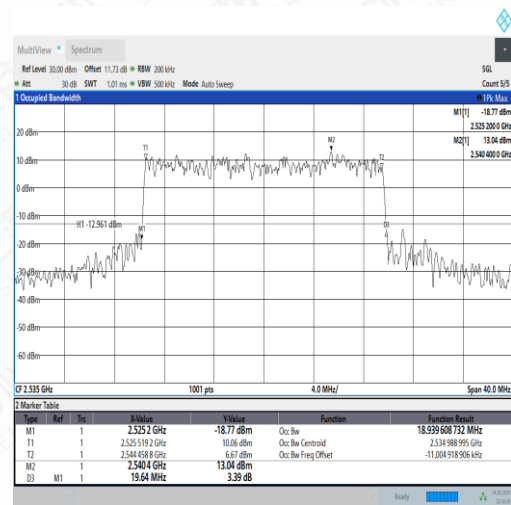 MultiView Spectrum
Ref Level 30.00 dBm Offset 11.73 dB RBW 200 kHz SGL
Att 30 dB SWT 1.01 ms VBW 500 kHz Mode Auto Sweep Count 5/5
1 Occupied Bandwidth 1Pk Max
M1[1] -18.77 dBm
2.525 200 0 GHz
M2[1] 13.04 dBm
2.540 400 0 GHz
20 dBm
10 dBm
0 dBm
-10 dBm
-20 dBm
-30 dBm
-40 dBm
-50 dBm
-60 dBm
T1
M2
T2
H1 -12.961 dBm
M1
D3
CF 2.535 GHz 1001 pts 4.0 MHz/ Span 40.0 MHz
2 Marker Table
Type Ref Trc X-Value Y-Value Function Function Result
M1 1 2.525 2 GHz -18.77 dBm Occ Bw 18.939 608 732 MHz
T1 1 2.525 519 2 GHz 10.06 dBm Occ Bw Centroid 2.534 988 995 GHz
T2 1 2.544 458 8 GHz 6.67 dBm Occ Bw Freq Offset -11.004 918 906 kHz
M2 1 2.540 4 GHz 13.04 dBm
D3 M1 1 19.64 MHz 3.39 dB
Ready